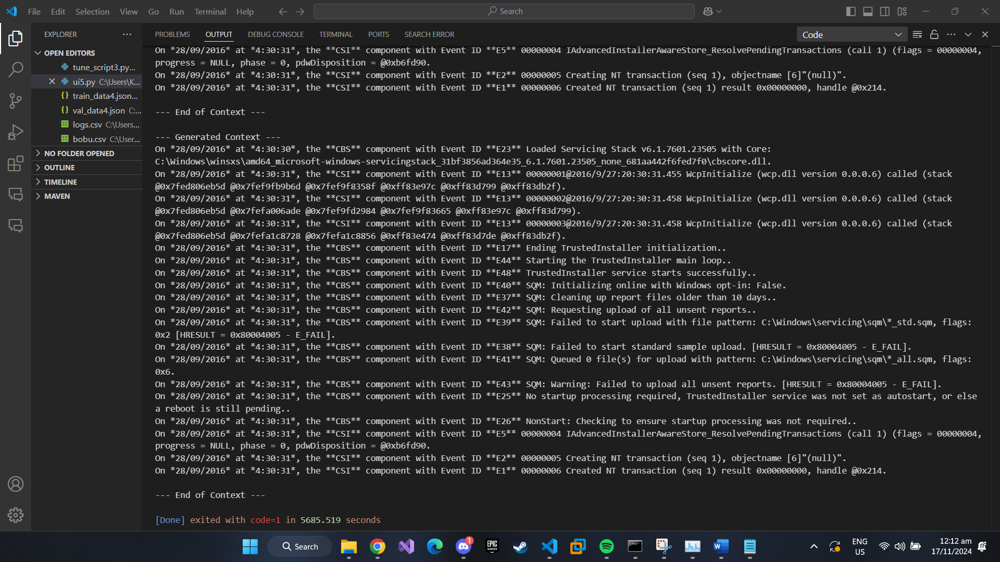 File Edit Selection View Go Run Terminal Help
Search
EXPLORER
OPEN EDITORS
tune_script3.py...
ui5.py C:\Users\K...
train_data4.json...
val_data4.json C:...
logs.csv C:\Users...
bobu.csv C:\User...
NO FOLDER OPENED
OUTLINE
TIMELINE
MAVEN
PROBLEMS OUTPUT DEBUG CONSOLE TERMINAL PORTS SEARCH ERROR
Code
On *28/09/2016* at *4:30:31*, the **CSI** component with Event ID **E5** 00000004 IAdvancedInstallerAwareStore_ResolvePendingTransactions (call 1) (flags = 00000004,
progress = NULL, phase = 0, pdwDisposition = @0xb6fd90.
On *28/09/2016* at *4:30:31*, the **CSI** component with Event ID **E2** 00000005 Creating NT transaction (seq 1), objectname [6]"(null)".
On *28/09/2016* at *4:30:31*, the **CSI** component with Event ID **E1** 00000006 Created NT transaction (seq 1) result 0x00000000, handle @0x214.
--- End of Context ---
--- Generated Context ---
On *28/09/2016* at *4:30:30*, the **CBS** component with Event ID **E23** Loaded Servicing Stack v6.1.7601.23505 with Core:
C:\Windows\winsxs\amd64_microsoft-windows-servicingstack_31bf3856ad364e35_6.1.7601.23505_none_681aa442f6fed7f0\cbscore.dll.
On *28/09/2016* at *4:30:31*, the **CSI** component with Event ID **E13** 00000001@2016/9/27:20:30:31.455 WcpInitialize (wcp.dll version 0.0.0.6) called (stack
@0x7fed806eb5d @0x7fef9fb9b6d @0x7fef9f8358f @0xff83e97c @0xff83d799 @0xff83db2f).
On *28/09/2016* at *4:30:31*, the **CSI** component with Event ID **E13** 00000002@2016/9/27:20:30:31.458 WcpInitialize (wcp.dll version 0.0.0.6) called (stack
@0x7fed806eb5d @0x7fefa006ade @0x7fef9fd2984 @0x7fef9f83665 @0xff83e97c @0xff83d799).
On *28/09/2016* at *4:30:31*, the **CSI** component with Event ID **E13** 00000003@2016/9/27:20:30:31.458 WcpInitialize (wcp.dll version 0.0.0.6) called (stack
@0x7fed806eb5d @0x7fefa1c8728 @0x7fefa1c8856 @0xff83e474 @0xff83d7de @0xff83db2f).
On *28/09/2016* at *4:30:31*, the **CBS** component with Event ID **E17** Ending TrustedInstaller initialization..
On *28/09/2016* at *4:30:31*, the **CBS** component with Event ID **E44** Starting the TrustedInstaller main loop..
On *28/09/2016* at *4:30:31*, the **CBS** component with Event ID **E48** TrustedInstaller service starts successfully..
On *28/09/2016* at *4:30:31*, the **CBS** component with Event ID **E40** SQM: Initializing online with Windows opt-in: False.
On *28/09/2016* at *4:30:31*, the **CBS** component with Event ID **E37** SQM: Cleaning up report files older than 10 days..
On *28/09/2016* at *4:30:31*, the **CBS** component with Event ID **E42** SQM: Requesting upload of all unsent reports..
On *28/09/2016* at *4:30:31*, the **CBS** component with Event ID **E39** SQM: Failed to start upload with file pattern: C:\Windows\servicing\sqm\*_std.sqm, flags:
0x2 [HRESULT = 0x80004005 - E_FAIL].
On *28/09/2016* at *4:30:31*, the **CBS** component with Event ID **E38** SQM: Failed to start standard sample upload. [HRESULT = 0x80004005 - E_FAIL].
On *28/09/2016* at *4:30:31*, the **CBS** component with Event ID **E41** SQM: Queued 0 file(s) for upload with pattern: C:\Windows\servicing\sqm\*_all.sqm, flags:
0x6.
On *28/09/2016* at *4:30:31*, the **CBS** component with Event ID **E43** SQM: Warning: Failed to upload all unsent reports. [HRESULT = 0x80004005 - E_FAIL].
On *28/09/2016* at *4:30:31*, the **CBS** component with Event ID **E25** No startup processing required, TrustedInstaller service was not set as autostart, or else
a reboot is still pending..
On *28/09/2016* at *4:30:31*, the **CBS** component with Event ID **E26** NonStart: Checking to ensure startup processing was not required..
On *28/09/2016* at *4:30:31*, the **CSI** component with Event ID **E5** 00000004 IAdvancedInstallerAwareStore_ResolvePendingTransactions (call 1) (flags = 00000004,
progress = NULL, phase = 0, pdwDisposition = @0xb6fd90.
On *28/09/2016* at *4:30:31*, the **CSI** component with Event ID **E2** 00000005 Creating NT transaction (seq 1), objectname [6]"(null)".
On *28/09/2016* at *4:30:31*, the **CSI** component with Event ID **E1** 00000006 Created NT transaction (seq 1) result 0x00000000, handle @0x214.
--- End of Context ---
[Done] exited with code=1 in 5685.519 seconds
Search
1
EPIC
GAMES
ENG
US
12:12 am
17/11/2024